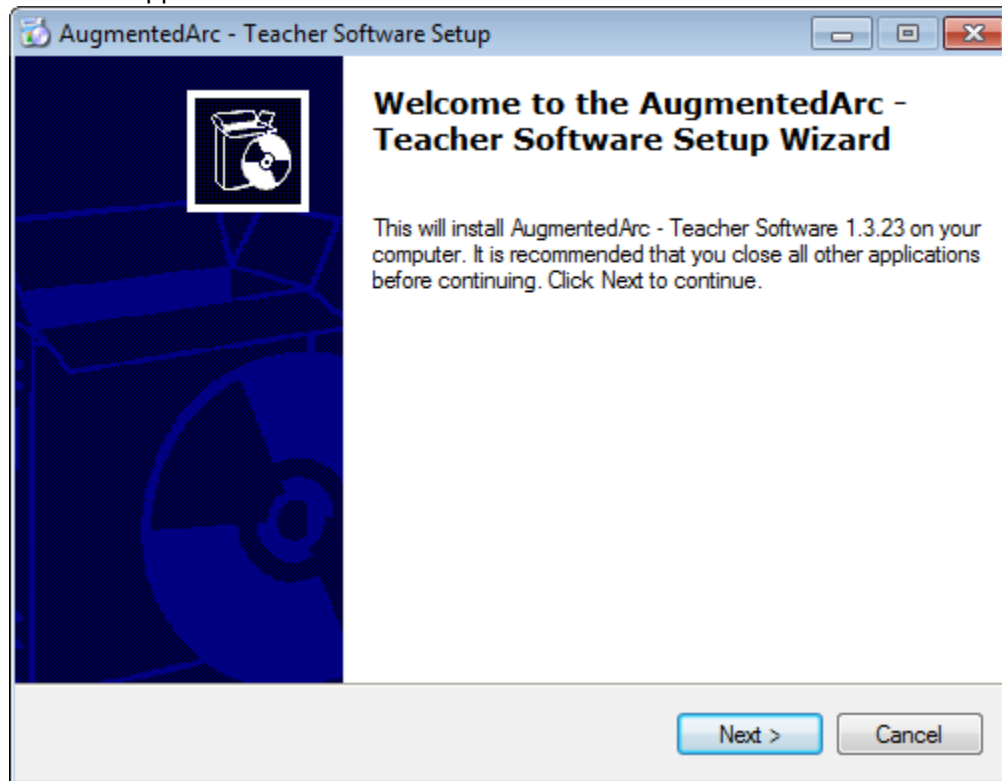 AugmentedArc - Teacher Software Setup
Welcome to the AugmentedArc -
Teacher Software Setup Wizard
This will install AugmentedArc - Teacher Software 1.3.23 on your
computer. It is recommended that you close all other applications
before continuing. Click Next to continue.
Next >
Cancel